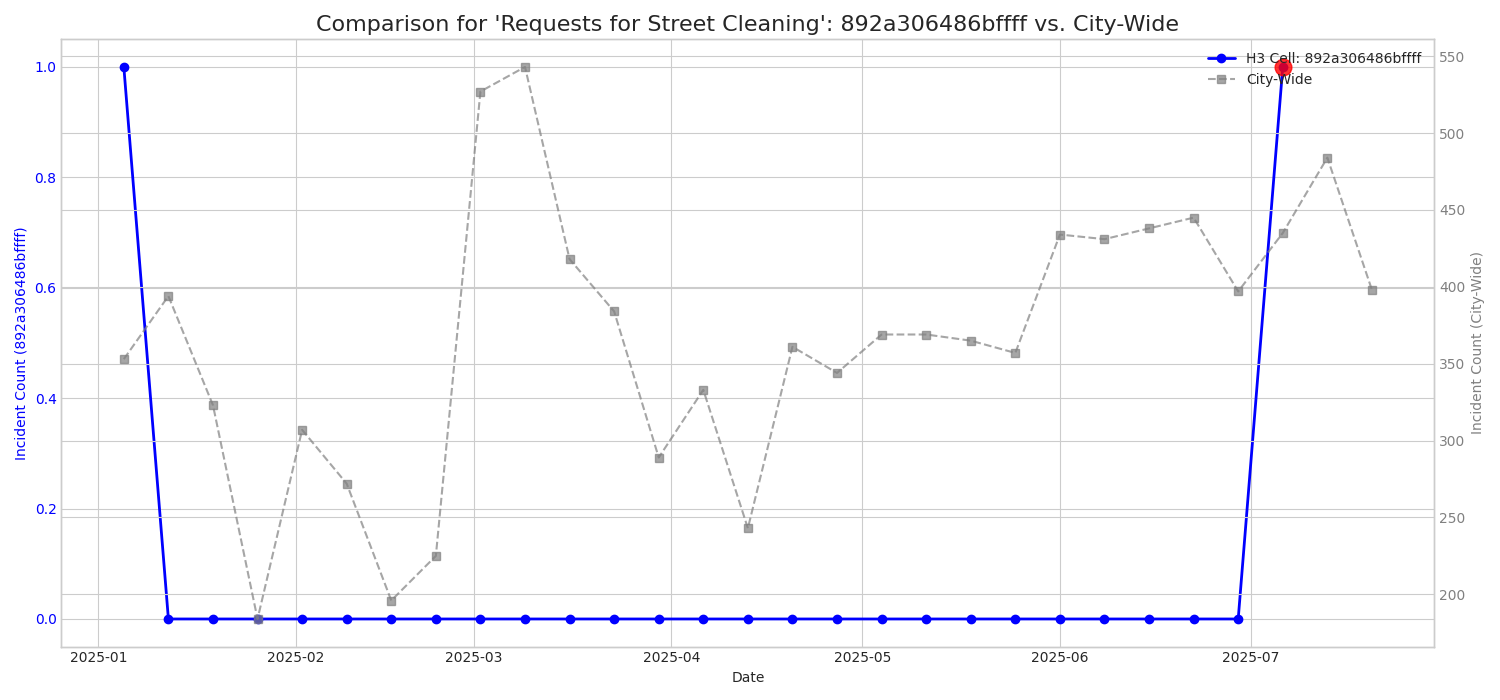 Comparison for 'Requests for Street Cleaning': 892a306486bffff vs. City-Wide
H3 Cell: 892a306486bffff
City-Wide
Incident Count (892a306486bffff)
1.0
0.8
0.6
0.4
0.2
0.0
550
500
450
400
350
300
250
200
Incident Count (City-Wide)
2025-01 2025-02 2025-03 2025-04 2025-05 2025-06 2025-07
Date